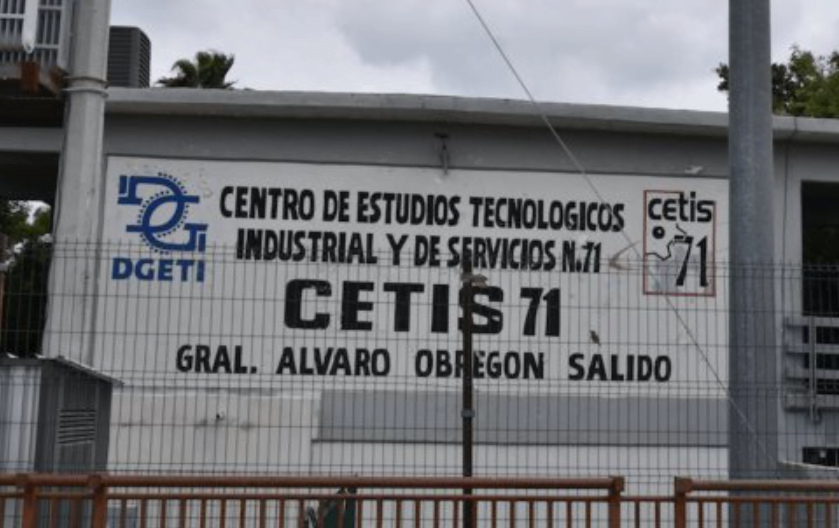 DGETI
CENTRO DE ESTUDIOS TECNOLOGICOS
INDUSTRIAL Y DE SERVICIOS N.71
CETIS 71
GRAL. ALVARO OBREGON SALIDO
cetis
71